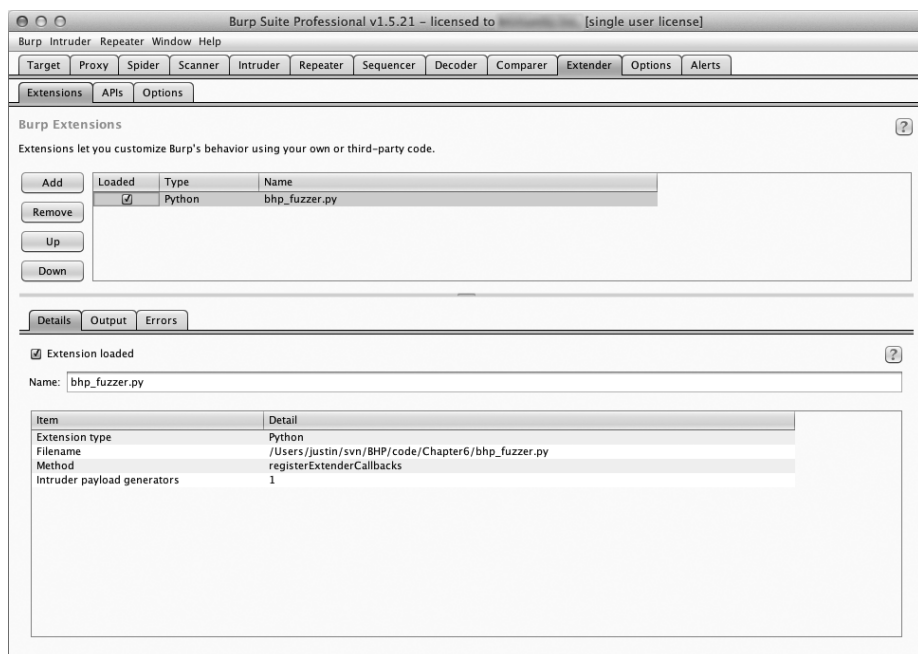 Burp Suite Professional v1.5.21 – licensed to [single user license]
Burp Intruder Repeater Window Help
Target Proxy Spider Scanner Intruder Repeater Sequencer Decoder Comparer Extender Options Alerts
Extensions APIs Options
Burp Extensions
?
Extensions let you customize Burp's behavior using your own or third-party code.
Add
Remove
Up
Down
Loaded Type Name
Python bhp_fuzzer.py
Details Output Errors
Extension loaded
?
Name: bhp_fuzzer.py
Item Detail
Extension type Python
Filename /Users/justin/svn/BHP/code/Chapter6/bhp_fuzzer.py
Method registerExtenderCallbacks
Intruder payload generators 1